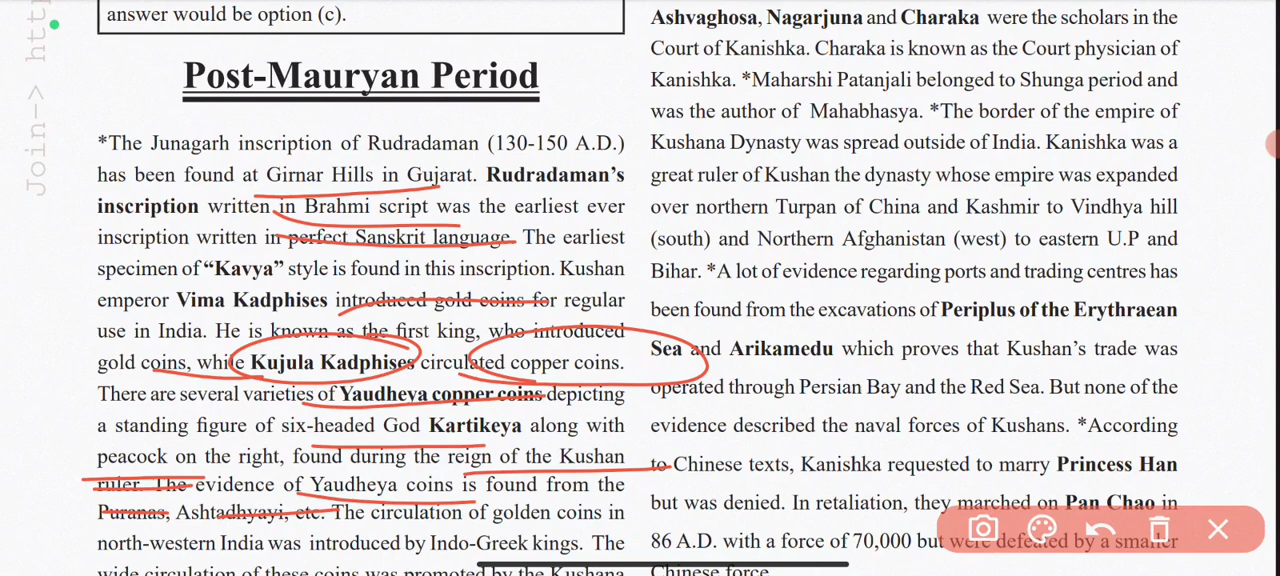 Join-> http
answer would be option (c).
Post-Mauryan Period
*The Junagarh inscription of Rudradaman (130-150 A.D.)
has been found at Girnar Hills in Gujarat. Rudradaman’s
inscription written in Brahmi script was the earliest ever
inscription written in perfect Sanskrit language. The earliest
specimen of “Kavya” style is found in this inscription. Kushan
emperor Vima Kadphises introduced gold coins for regular
use in India. He is known as the first king, who introduced
gold coins, while Kujula Kadphises circulated copper coins.
There are several varieties of Yaudheya copper coins depicting
a standing figure of six-headed God Kartikeya along with
peacock on the right, found during the reign of the Kushan
ruler. The evidence of Yaudheya coins is found from the
Puranas, Ashtadhyayi, etc. The circulation of golden coins in
north-western India was introduced by Indo-Greek kings. The
wide circulation of these coins was promoted by the Kushana
Ashvaghosa, Nagarjuna and Charaka were the scholars in the
Court of Kanishka. Charaka is known as the Court physician of
Kanishka. *Maharshi Patanjali belonged to Shunga period and
was the author of Mahabhasya. *The border of the empire of
Kushana Dynasty was spread outside of India. Kanishka was a
great ruler of Kushan the dynasty whose empire was expanded
over northern Turpan of China and Kashmir to Vindhya hill
(south) and Northern Afghanistan (west) to eastern U.P and
Bihar. *A lot of evidence regarding ports and trading centres has
been found from the excavations of Periplus of the Erythraean
Sea and Arikamedu which proves that Kushan’s trade was
operated through Persian Bay and the Red Sea. But none of the
evidence described the naval forces of Kushans. *According
to Chinese texts, Kanishka requested to marry Princess Han
but was denied. In retaliation, they marched on Pan Chao in
86 A.D. with a force of 70,000 but were defeated by a smaller
Chinese force.